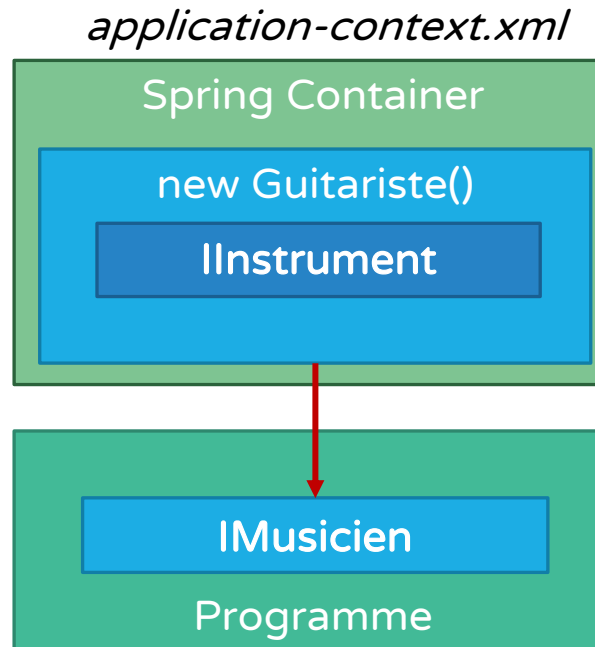 application-context.xml
Spring Container
new Guitariste()
IInstrument
IMusicien
Programme